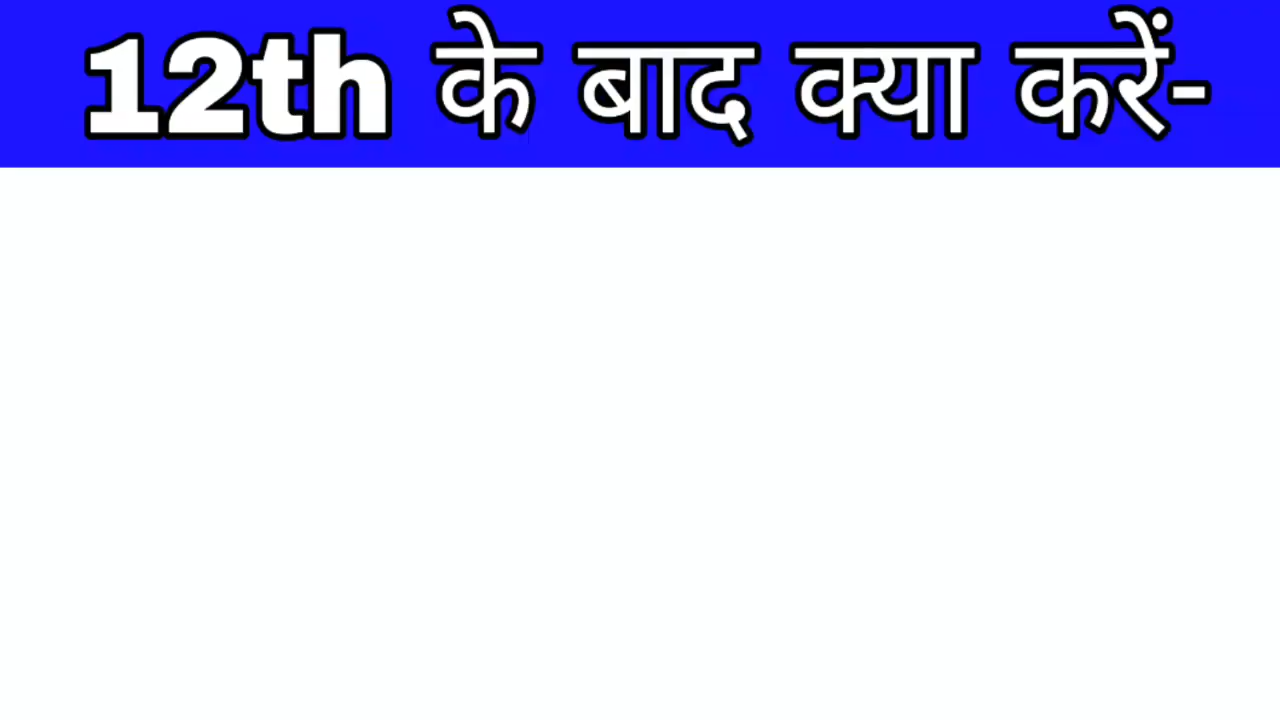 12th के बाद क्या करें-